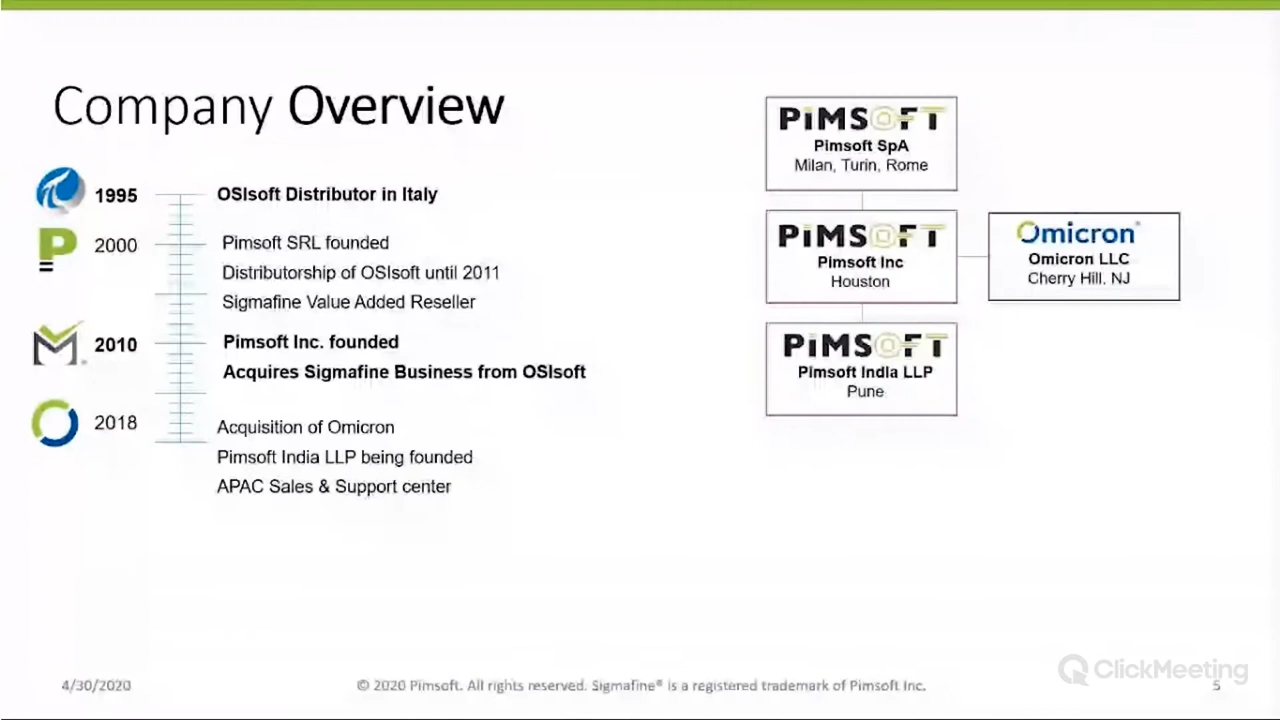 Company Overview
1995
OSIsoft Distributor in Italy
2000
Pimsoft SRL founded
Distributorship of OSIsoft until 2011
Sigmafine Value Added Reseller
2010
Pimsoft Inc. founded
Acquires Sigmafine Business from OSIsoft
2018
Acquisition of Omicron
Pimsoft India LLP being founded
APAC Sales & Support center
PiMSOFT
Pimsoft SpA
Milan, Turin, Rome
PiMSOFT
Pimsoft Inc
Houston
Omicron
Omicron LLC
Cherry Hill, NJ
PiMSOFT
Pimsoft India LLP
Pune
ClickMeeting
4/30/2020
© 2020 Pimsoft. All rights reserved. Sigmafine® is a registered trademark of Pimsoft Inc.
5